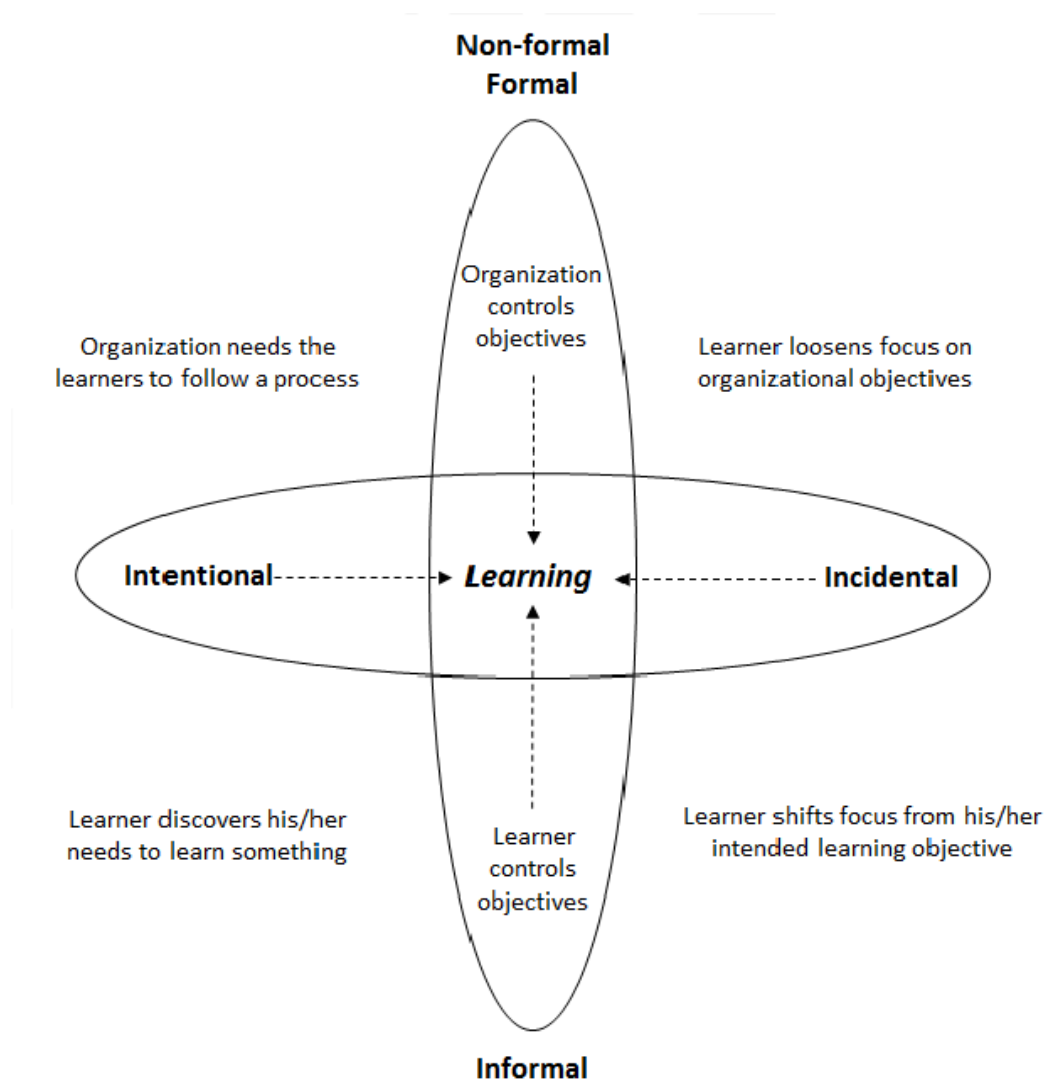 Non-formal
Formal
Organization
controls
objectives
Organization needs the
learners to follow a process
Learner loosens focus on
organizational objectives
Intentional
Learning
Incidental
Learner discovers his/her
needs to learn something
Learner
controls
objectives
Learner shifts focus from his/her
intended learning objective
Informal